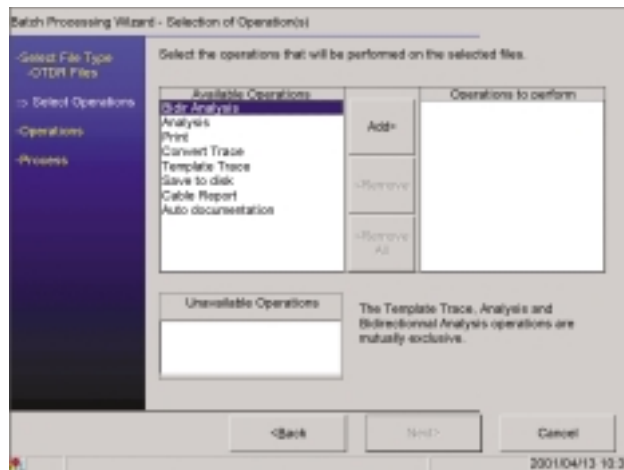 Batch Processing Wizard - Selection of Operation(s)
-Select File Type
-OTDR Files
Select the operations that will be performed on the selected files.
=> Select Operations
-Operations
-Process
Available Operations
Bidir Analysis
Analysis
Print
Convert Trace
Template Trace
Save to disk
Cable Report
Auto documentation
Add>
<Remove
<Remove All
Operations to perform
Unavailable Operations
The Template Trace, Analysis and
Bidirectionnal Analysis operations are
mutually exclusive.
<Back
Next>
Cancel
2001/04/13 10:3